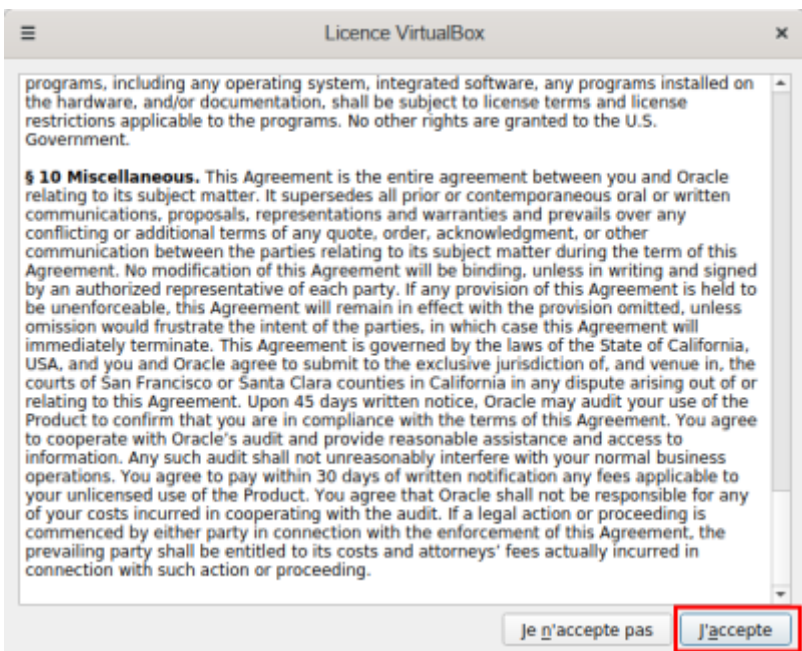 Licence VirtualBox
programs, including any operating system, integrated software, any programs installed on
the hardware, and/or documentation, shall be subject to license terms and license
restrictions applicable to the programs. No other rights are granted to the U.S.
Government.
§ 10 Miscellaneous. This Agreement is the entire agreement between you and Oracle
relating to its subject matter. It supersedes all prior or contemporaneous oral or written
communications, proposals, representations and warranties and prevails over any
conflicting or additional terms of any quote, order, acknowledgment, or other
communication between the parties relating to its subject matter during the term of this
Agreement. No modification of this Agreement will be binding, unless in writing and signed
by an authorized representative of each party. If any provision of this Agreement is held to
be unenforceable, this Agreement will remain in effect with the provision omitted, unless
omission would frustrate the intent of the parties, in which case this Agreement will
immediately terminate. This Agreement is governed by the laws of the State of California,
USA, and you and Oracle agree to submit to the exclusive jurisdiction of, and venue in, the
courts of San Francisco or Santa Clara counties in California in any dispute arising out of or
relating to this Agreement. Upon 45 days written notice, Oracle may audit your use of the
Product to confirm that you are in compliance with the terms of this Agreement. You agree
to cooperate with Oracle's audit and provide reasonable assistance and access to
information. Any such audit shall not unreasonably interfere with your normal business
operations. You agree to pay within 30 days of written notification any fees applicable to
your unlicensed use of the Product. You agree that Oracle shall not be responsible for any
of your costs incurred in cooperating with the audit. If a legal action or proceeding is
commenced by either party in connection with the enforcement of this Agreement, the
prevailing party shall be entitled to its costs and attorneys' fees actually incurred in
connection with such action or proceeding.
Je n'accepte pas J'accepte